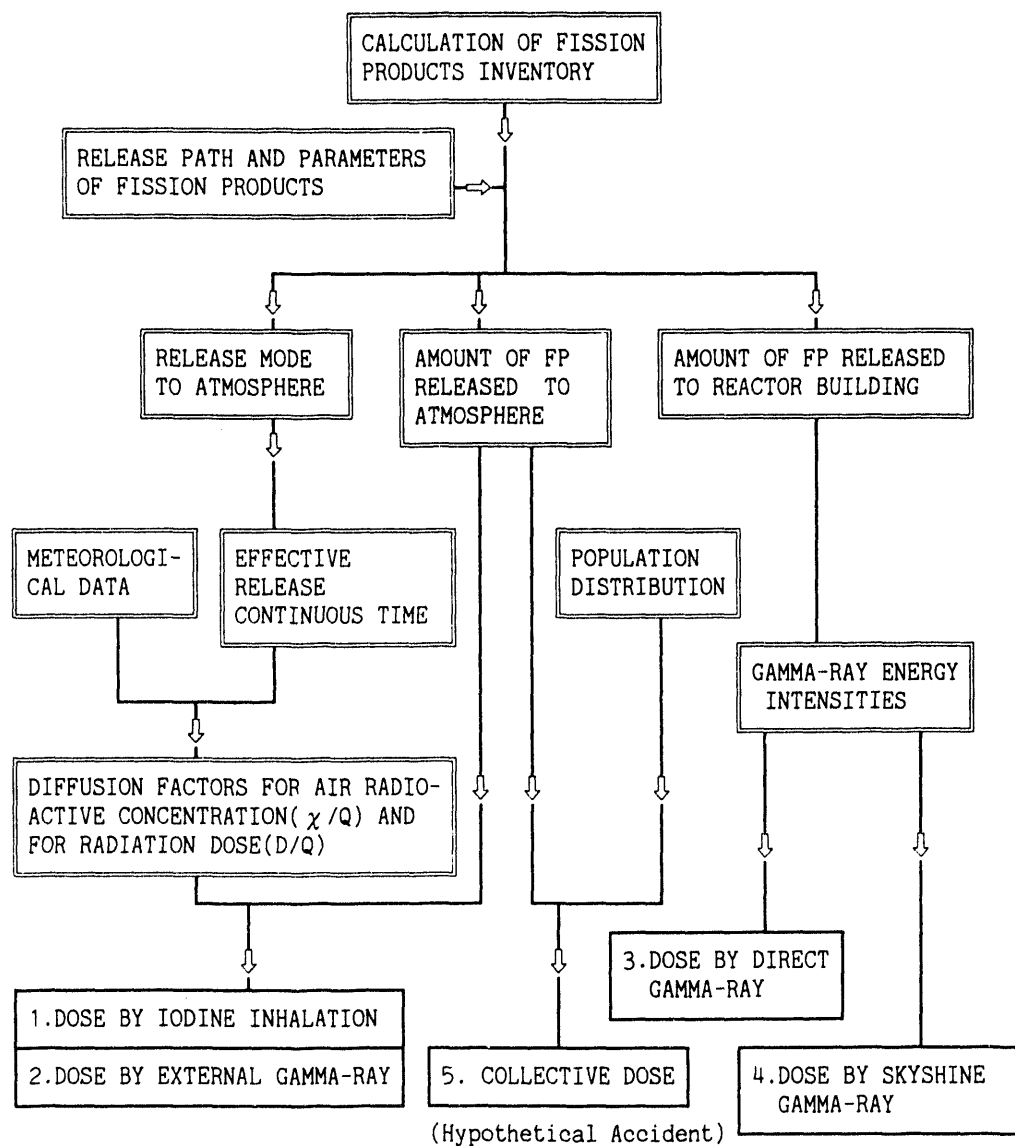 CALCULATION OF FISSION
PRODUCTS INVENTORY
RELEASE PATH AND PARAMETERS
OF FISSION PRODUCTS
RELEASE MODE
TO ATMOSPHERE
AMOUNT OF FP
RELEASED TO
ATMOSPHERE
AMOUNT OF FP RELEASED
TO REACTOR BUILDING
METEOROLOGI-
CAL DATA
EFFECTIVE
RELEASE
CONTINUOUS TIME
POPULATION
DISTRIBUTION
GAMMA-RAY ENERGY
INTENSITIES
DIFFUSION FACTORS FOR AIR RADIO-
ACTIVE CONCENTRATION(χ/Q) AND
FOR RADIATION DOSE(D/Q)
3.DOSE BY DIRECT
GAMMA-RAY
1.DOSE BY IODINE INHALATION
2.DOSE BY EXTERNAL GAMMA-RAY
5. COLLECTIVE DOSE
4.DOSE BY SKYSHINE
GAMMA-RAY
(Hypothetical Accident)